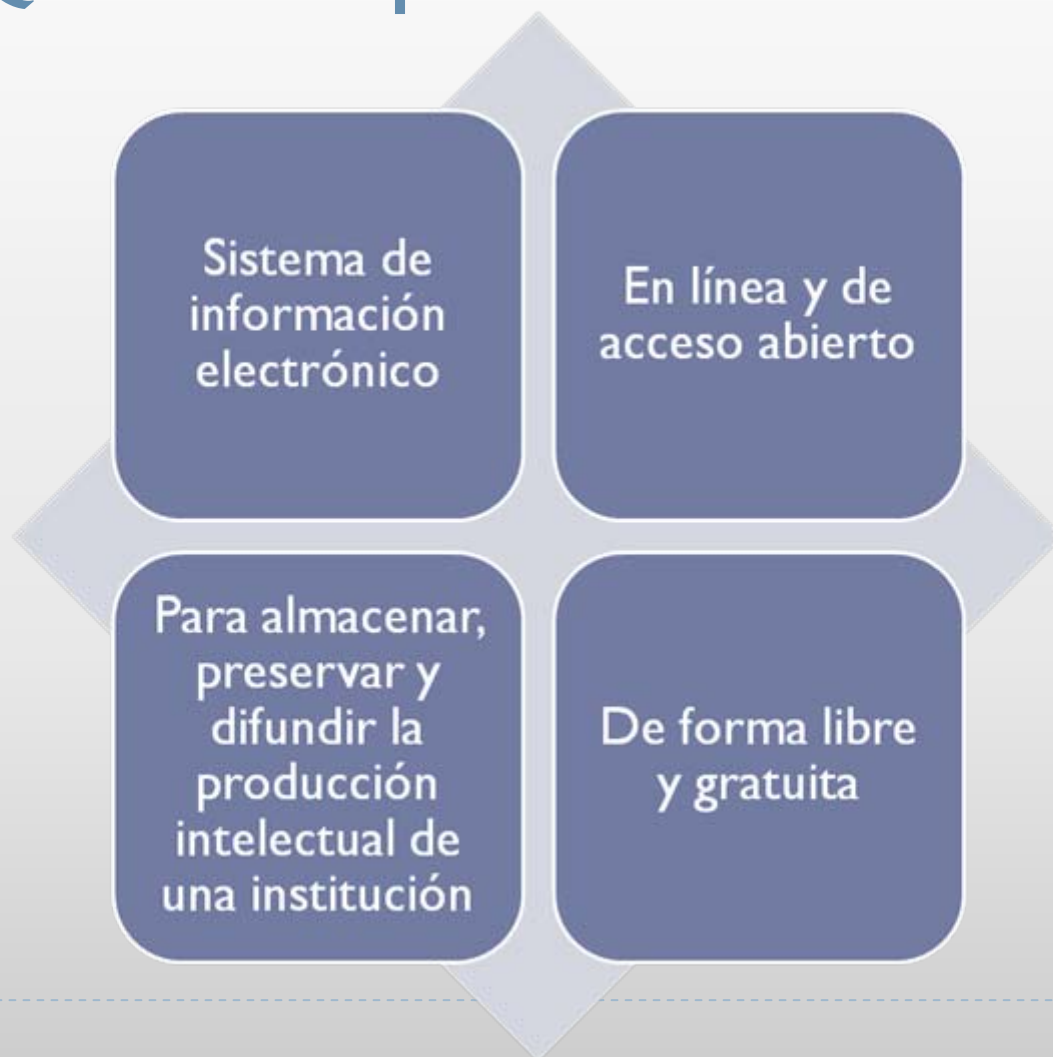 Sistema de
información
electrónico
En línea y de
acceso abierto
Para almacenar,
preservar y
difundir la
producción
intelectual de
una institución
De forma libre
y gratuita